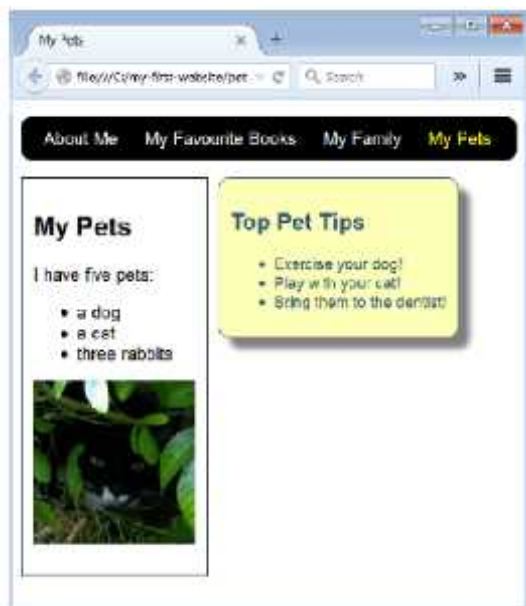 My Pets
file:///C:/my-first-website/pet
Search
About Me My Favourite Books My Family My Pets
My Pets
I have five pets:
a dog
a cat
three rabbits
Top Pet Tips
Exercise your dog!
Play with your cat!
Bring them to the dentist!